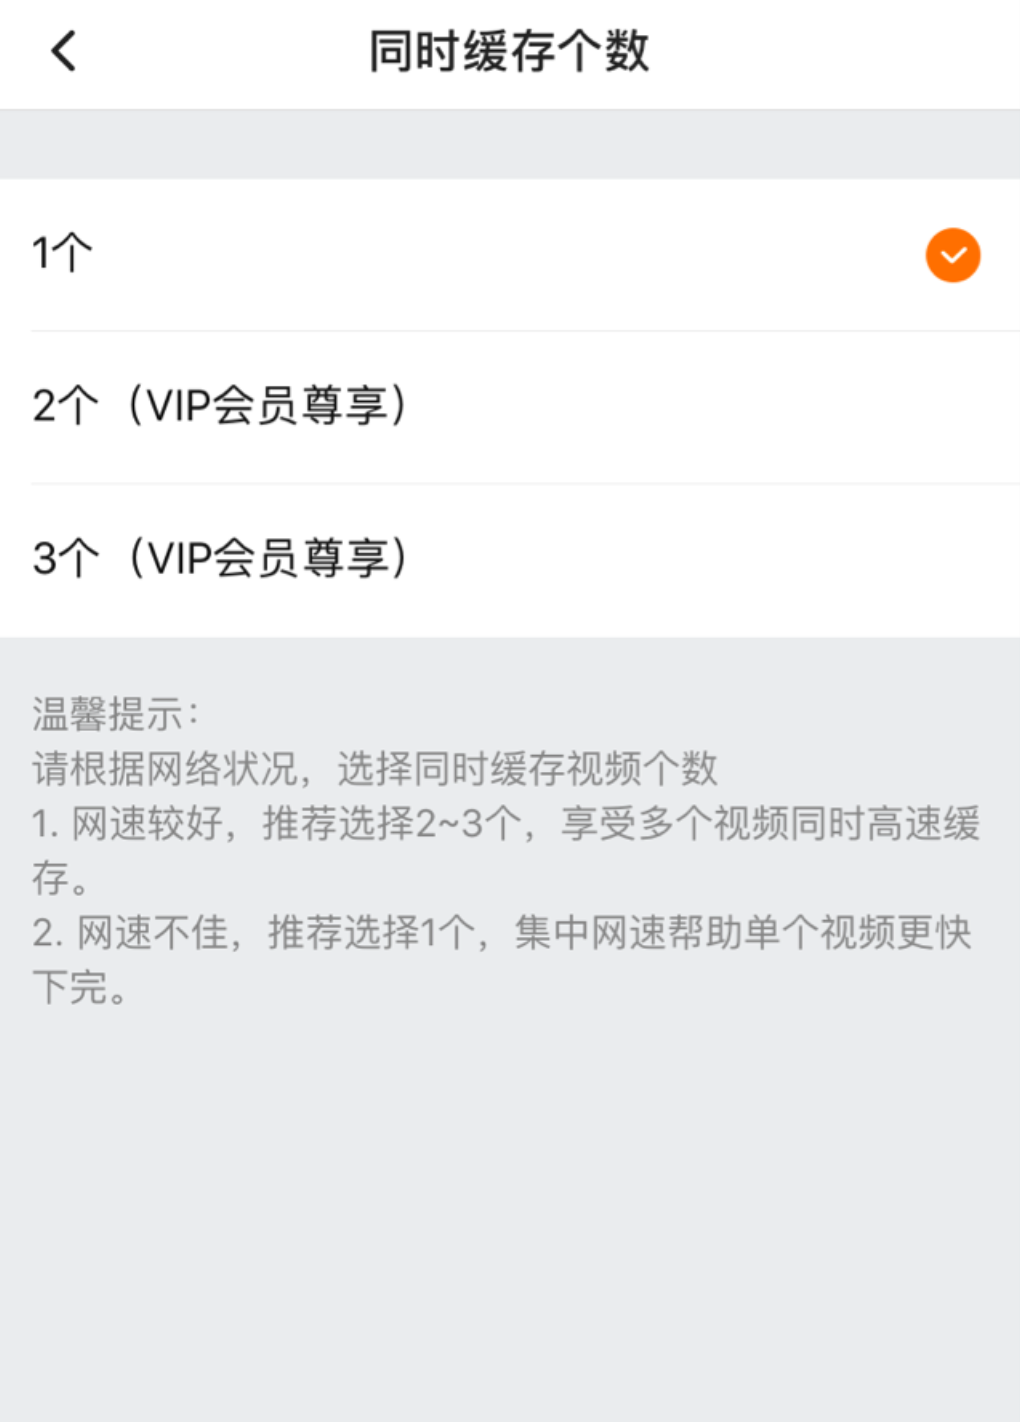 同时缓存个数
1个
2个（VIP会员尊享）
3个（VIP会员尊享）
温馨提示：
请根据网络状况，选择同时缓存视频个数
1. 网速较好，推荐选择2~3个，享受多个视频同时高速缓
存。
2. 网速不佳，推荐选择1个，集中网速帮助单个视频更快
下完。